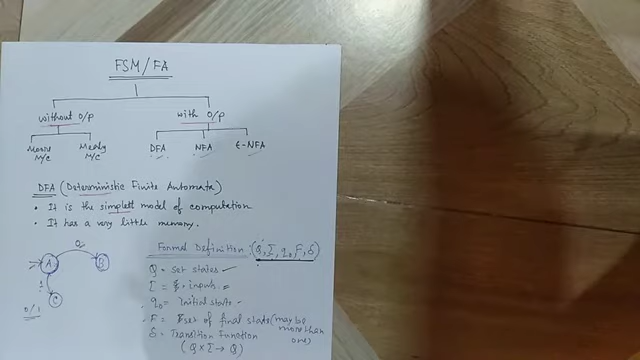 FSM/FA
without O/P
with O/P
Moore M/C
Mealy M/C
DFA
NFA
ε-NFA
DFA (Deterministic Finite Automata)
• It is the simplest model of computation
• It has a very little memory.
Formal Definition: (Q, Σ, q₀, F, δ)
Q = Set states
Σ = inputs
q₀ = Initial state
F = set of final state (may be
more than
one)
δ = Transition Function
(Q × Σ → Q)
A
0
B
1
C
0/1